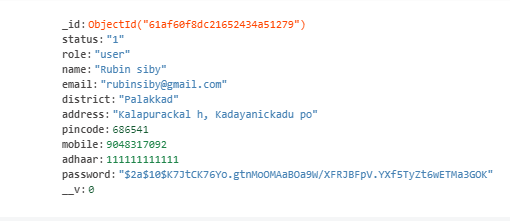 _id: ObjectId("61af60f8dc21652434a51279")
status: "1"
role: "user"
name: "Rubin siby"
email: "rubinsiby@gmail.com"
district: "Palakkad"
address: "Kalapurackal h, Kadayanickadu po"
pincode: 686541
mobile: 9048317092
adhaar: 111111111111
password: "$2a$10$K7JtCK76Yo.gtnMoOMAaBOa9W/XFRJBFpV.YXf5TyZt6wETMa3GOK"
__v: 0